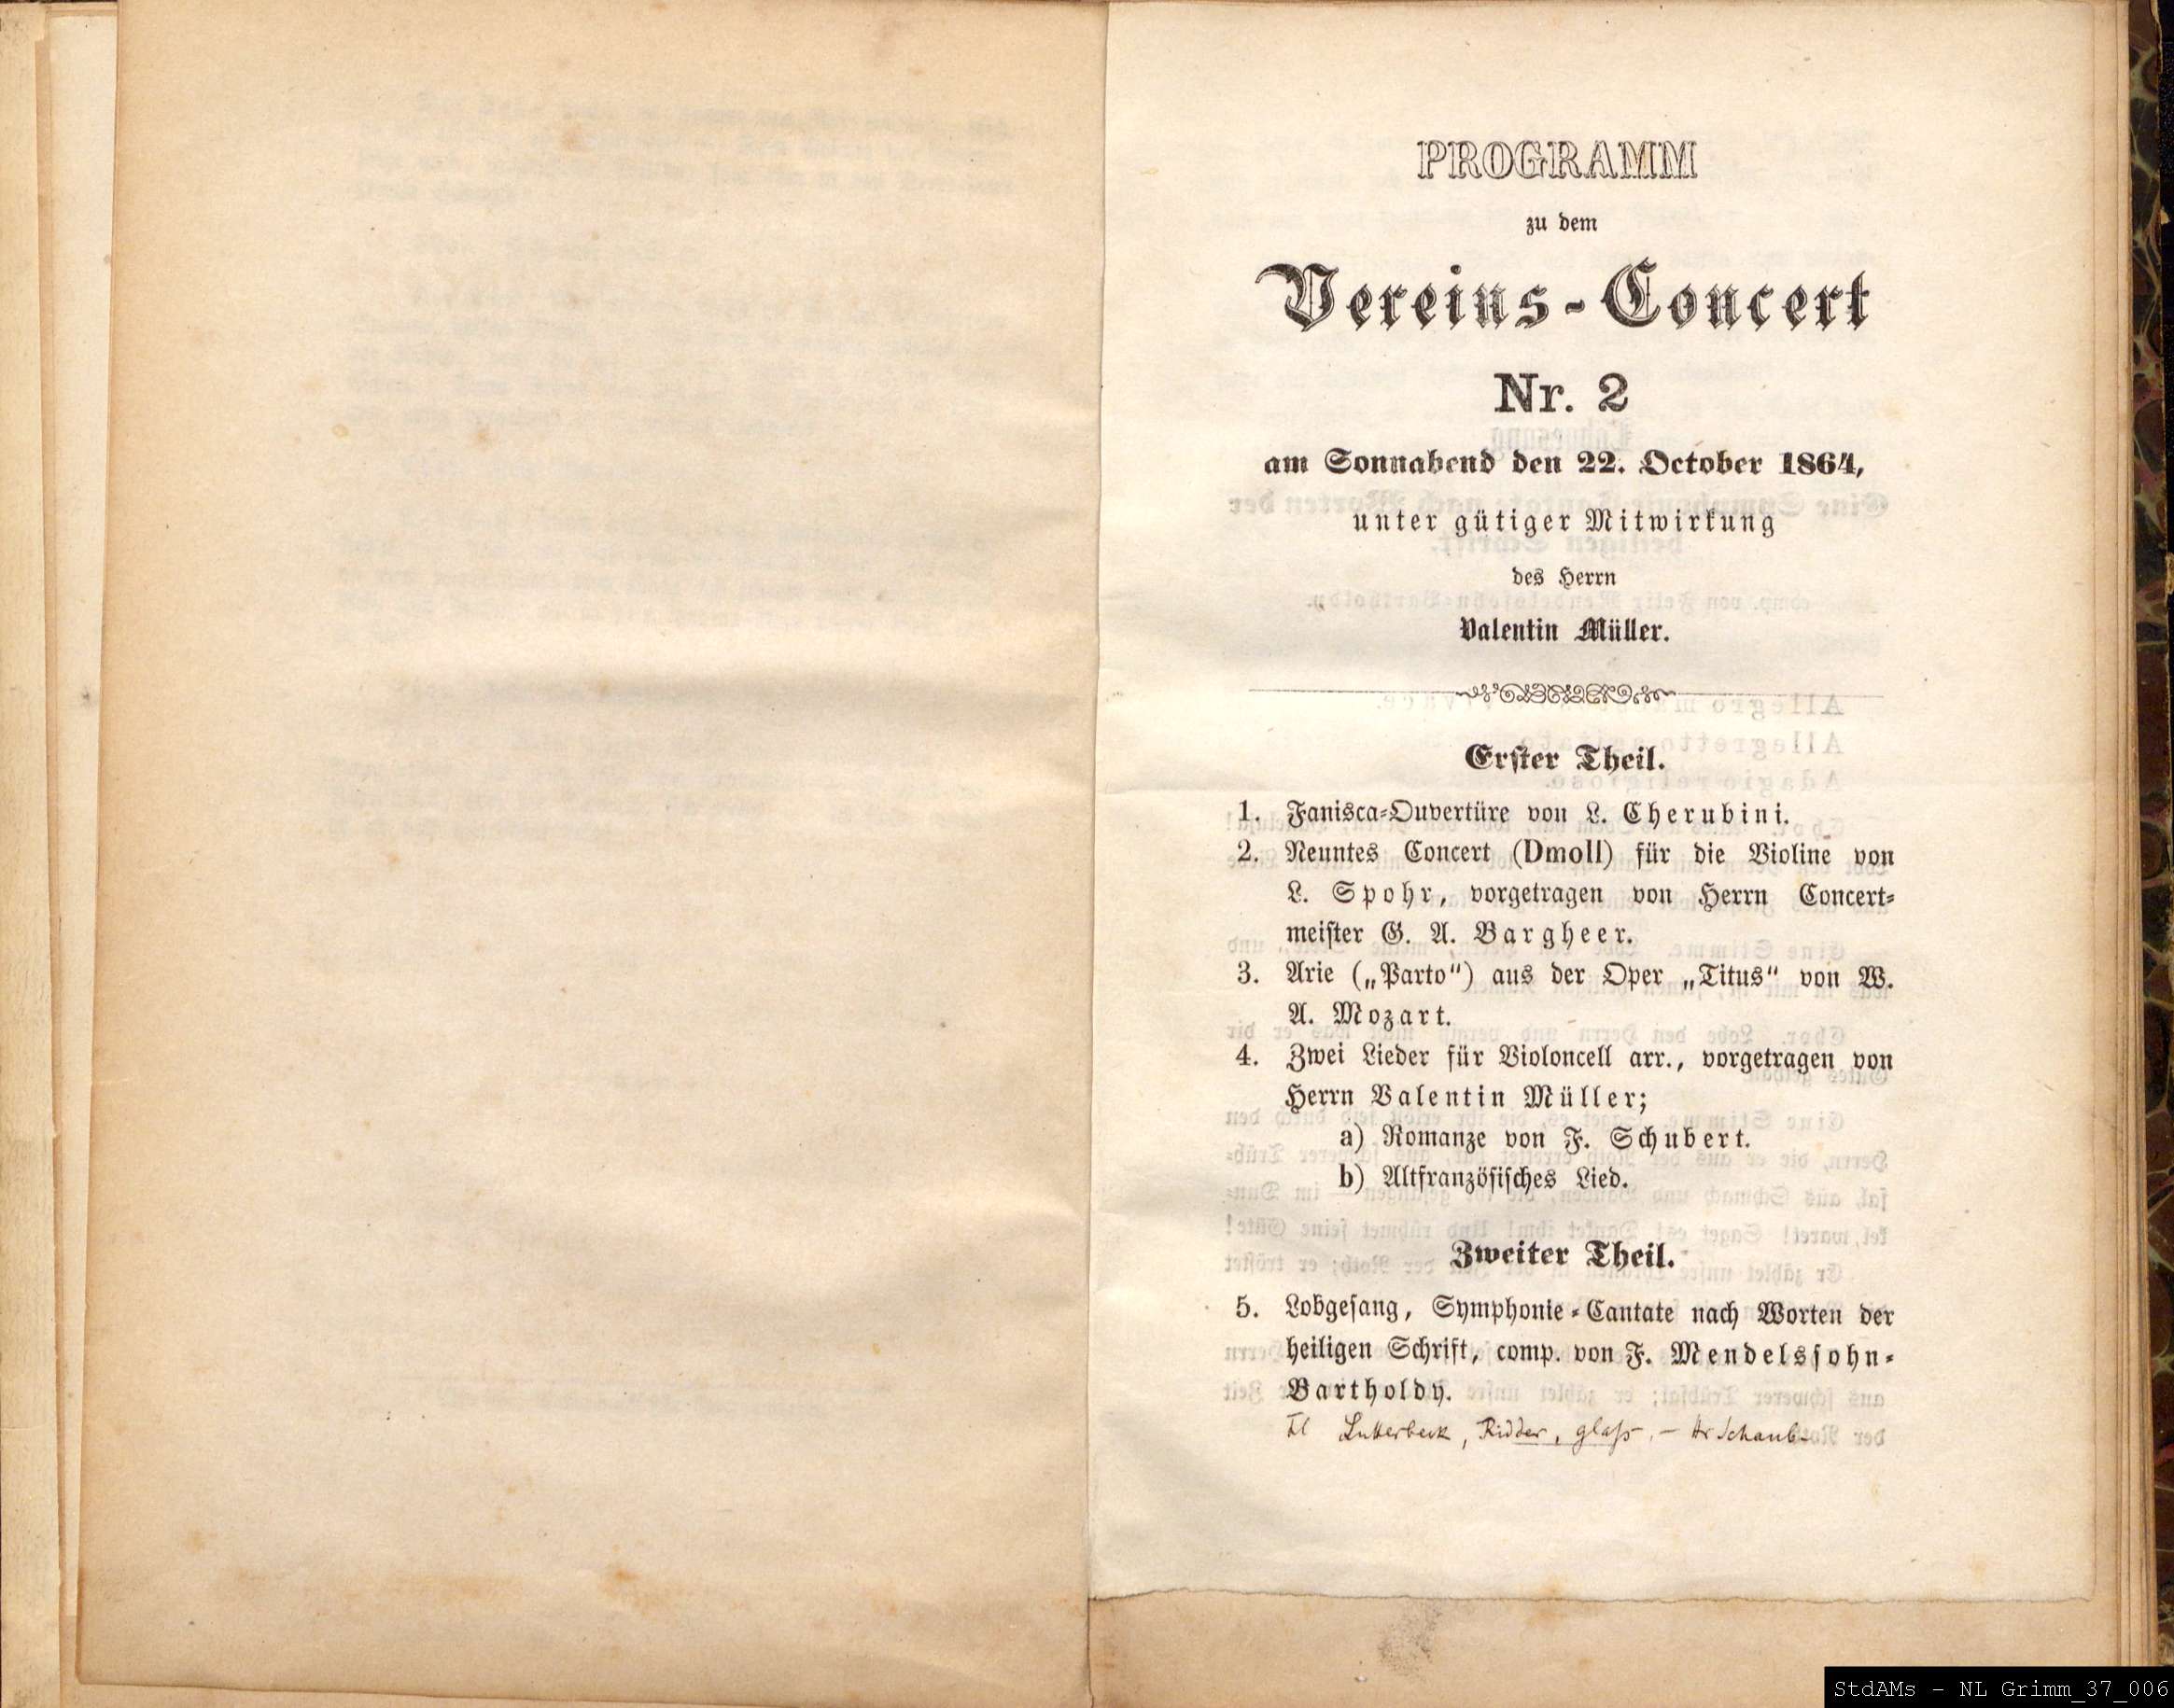 PROGRAMM
zu dem
Vereins-Concert
Nr. 2
am Sonnabend den 22. October 1864,
unter gütiger Mitwirkung
des Herrn
Valentin Müller.
Erster Theil.
1. Fanisca-Ouvertüre von L. Cherubini.
2. Neuntes Concert (Dmoll) für die Violine von
L. Spohr, vorgetragen von Herrn Concert-
meister G. A. Bargheer.
3. Arie („Parto“) aus der Oper „Titus“ von W.
A. Mozart.
4. Zwei Lieder für Violoncell arr., vorgetragen von
Herrn Valentin Müller;
a) Romanze von F. Schubert.
b) Altfranzösisches Lied.
Zweiter Theil.
5. Lobgesang, Symphonie-Cantate nach Worten der
heiligen Schrift, comp. von F. Mendelssohn-
Bartholdy.
Fl Lutterbeck, Ridder, Glaß, – Hr Schaub
StdAMs - NL Grimm_37_006